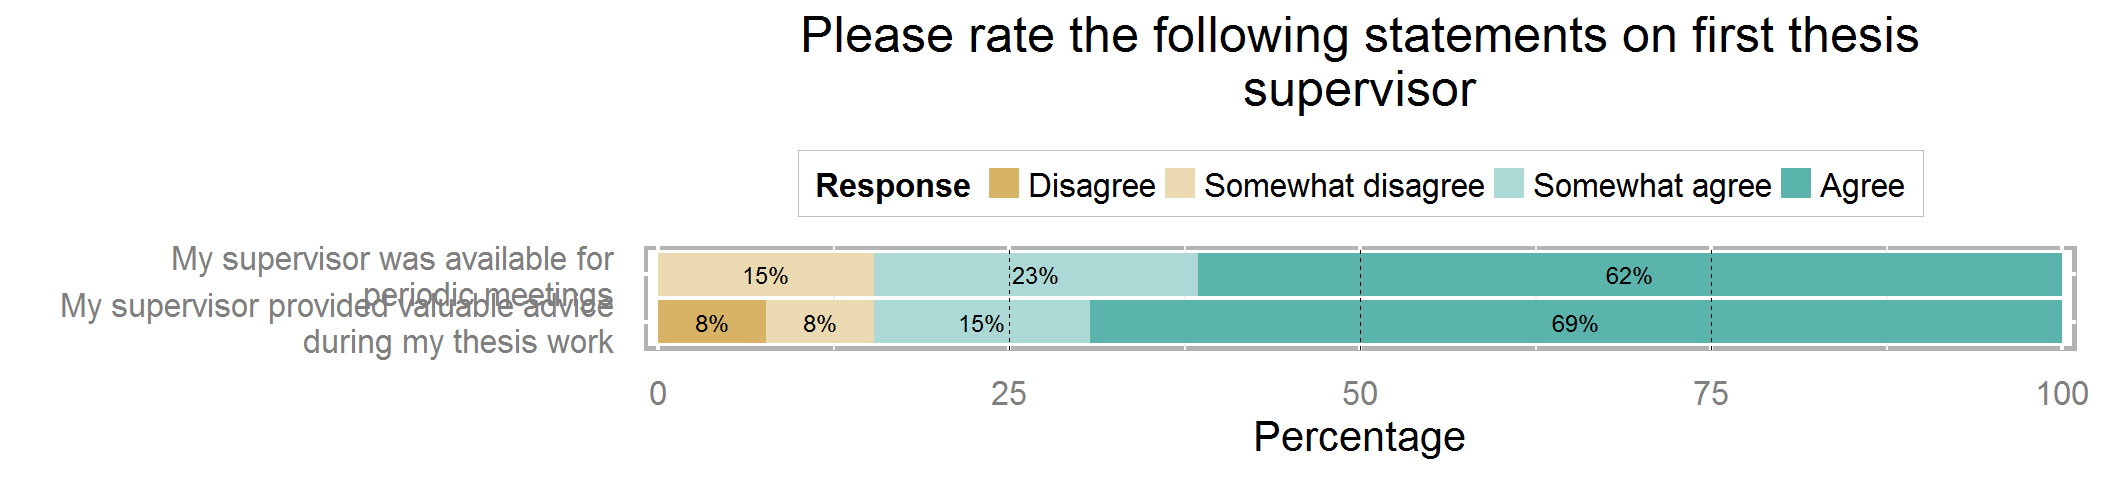 Please rate the following statements on first thesis
supervisor
Response Disagree Somewhat disagree Somewhat agree Agree
My supervisor was available for
periodic meetings
15% 23% 62%
My supervisor provided valuable advice
during my thesis work
8% 8% 15% 69%
0 25 50 75 100
Percentage